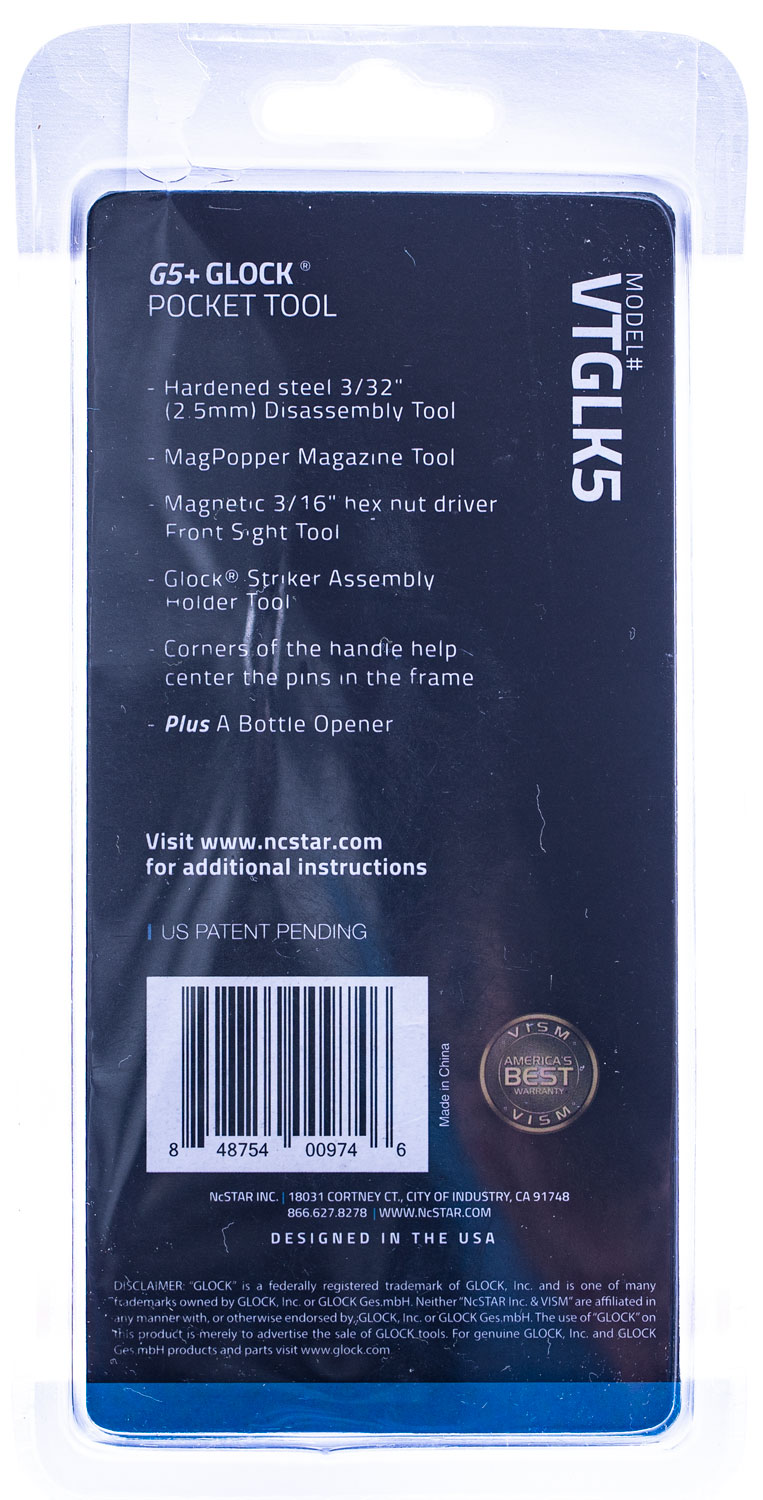 G5+ GLOCK ®
POCKET TOOL
MODEL#
VTGLK5
- Hardened steel 3/32"
(2.5mm) Disassembly Tool
- MagPopper Magazine Tool
- Magnetic 3/16" hex nut driver
Front Sight Tool
- Glock® Striker Assembly
Holder Tool
- Corners of the handle help
center the pins in the frame
- Plus A Bottle Opener
Visit www.ncstar.com
for additional instructions
| US PATENT PENDING
8 48754 00974 6
Made in China
VISM
AMERICA'S
BEST
WARRANTY
VISM
NcSTAR INC. | 18031 CORTNEY CT., CITY OF INDUSTRY, CA 91748
866.627.8278 | WWW.NcSTAR.COM
DESIGNED IN THE USA
DISCLAIMER: "GLOCK" is a federally registered trademark of GLOCK, Inc. and is one of many
trademarks owned by GLOCK, Inc. or GLOCK Ges.mbH. Neither "NcSTAR Inc. & VISM" are affiliated in
any manner with, or otherwise endorsed by, GLOCK, Inc. or GLOCK Ges.mbH. The use of "GLOCK" on
this product is merely to advertise the sale of GLOCK tools. For genuine GLOCK, Inc. and GLOCK
Ges.mbH products and parts visit www.glock.com